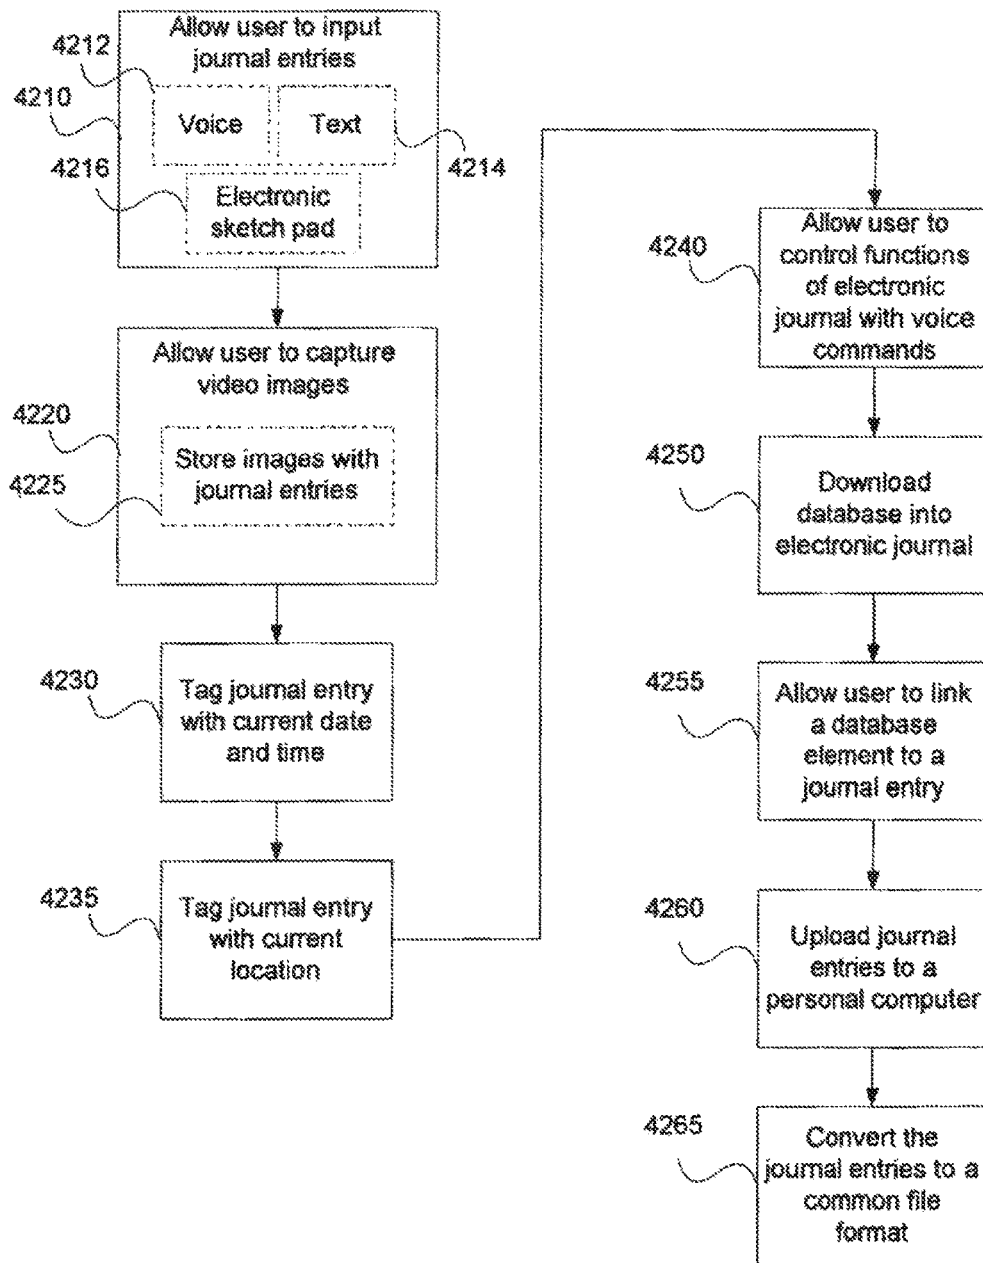 Allow user to input
journal entries
4212
4210
Voice
Text
4214
4216
Electronic
sketch pad
Allow user to capture
video images
4220
Store images with
journal entries
4225
4230
Tag journal entry
with current date
and time
4235
Tag journal entry
with current
location
4240
Allow user to
control functions
of electronic
journal with voice
commands
4250
Download
database into
electronic journal
4255
Allow user to link
a database
element to a
journal entry
4260
Upload journal
entries to a
personal computer
4265
Convert the
journal entries to a
common file
format